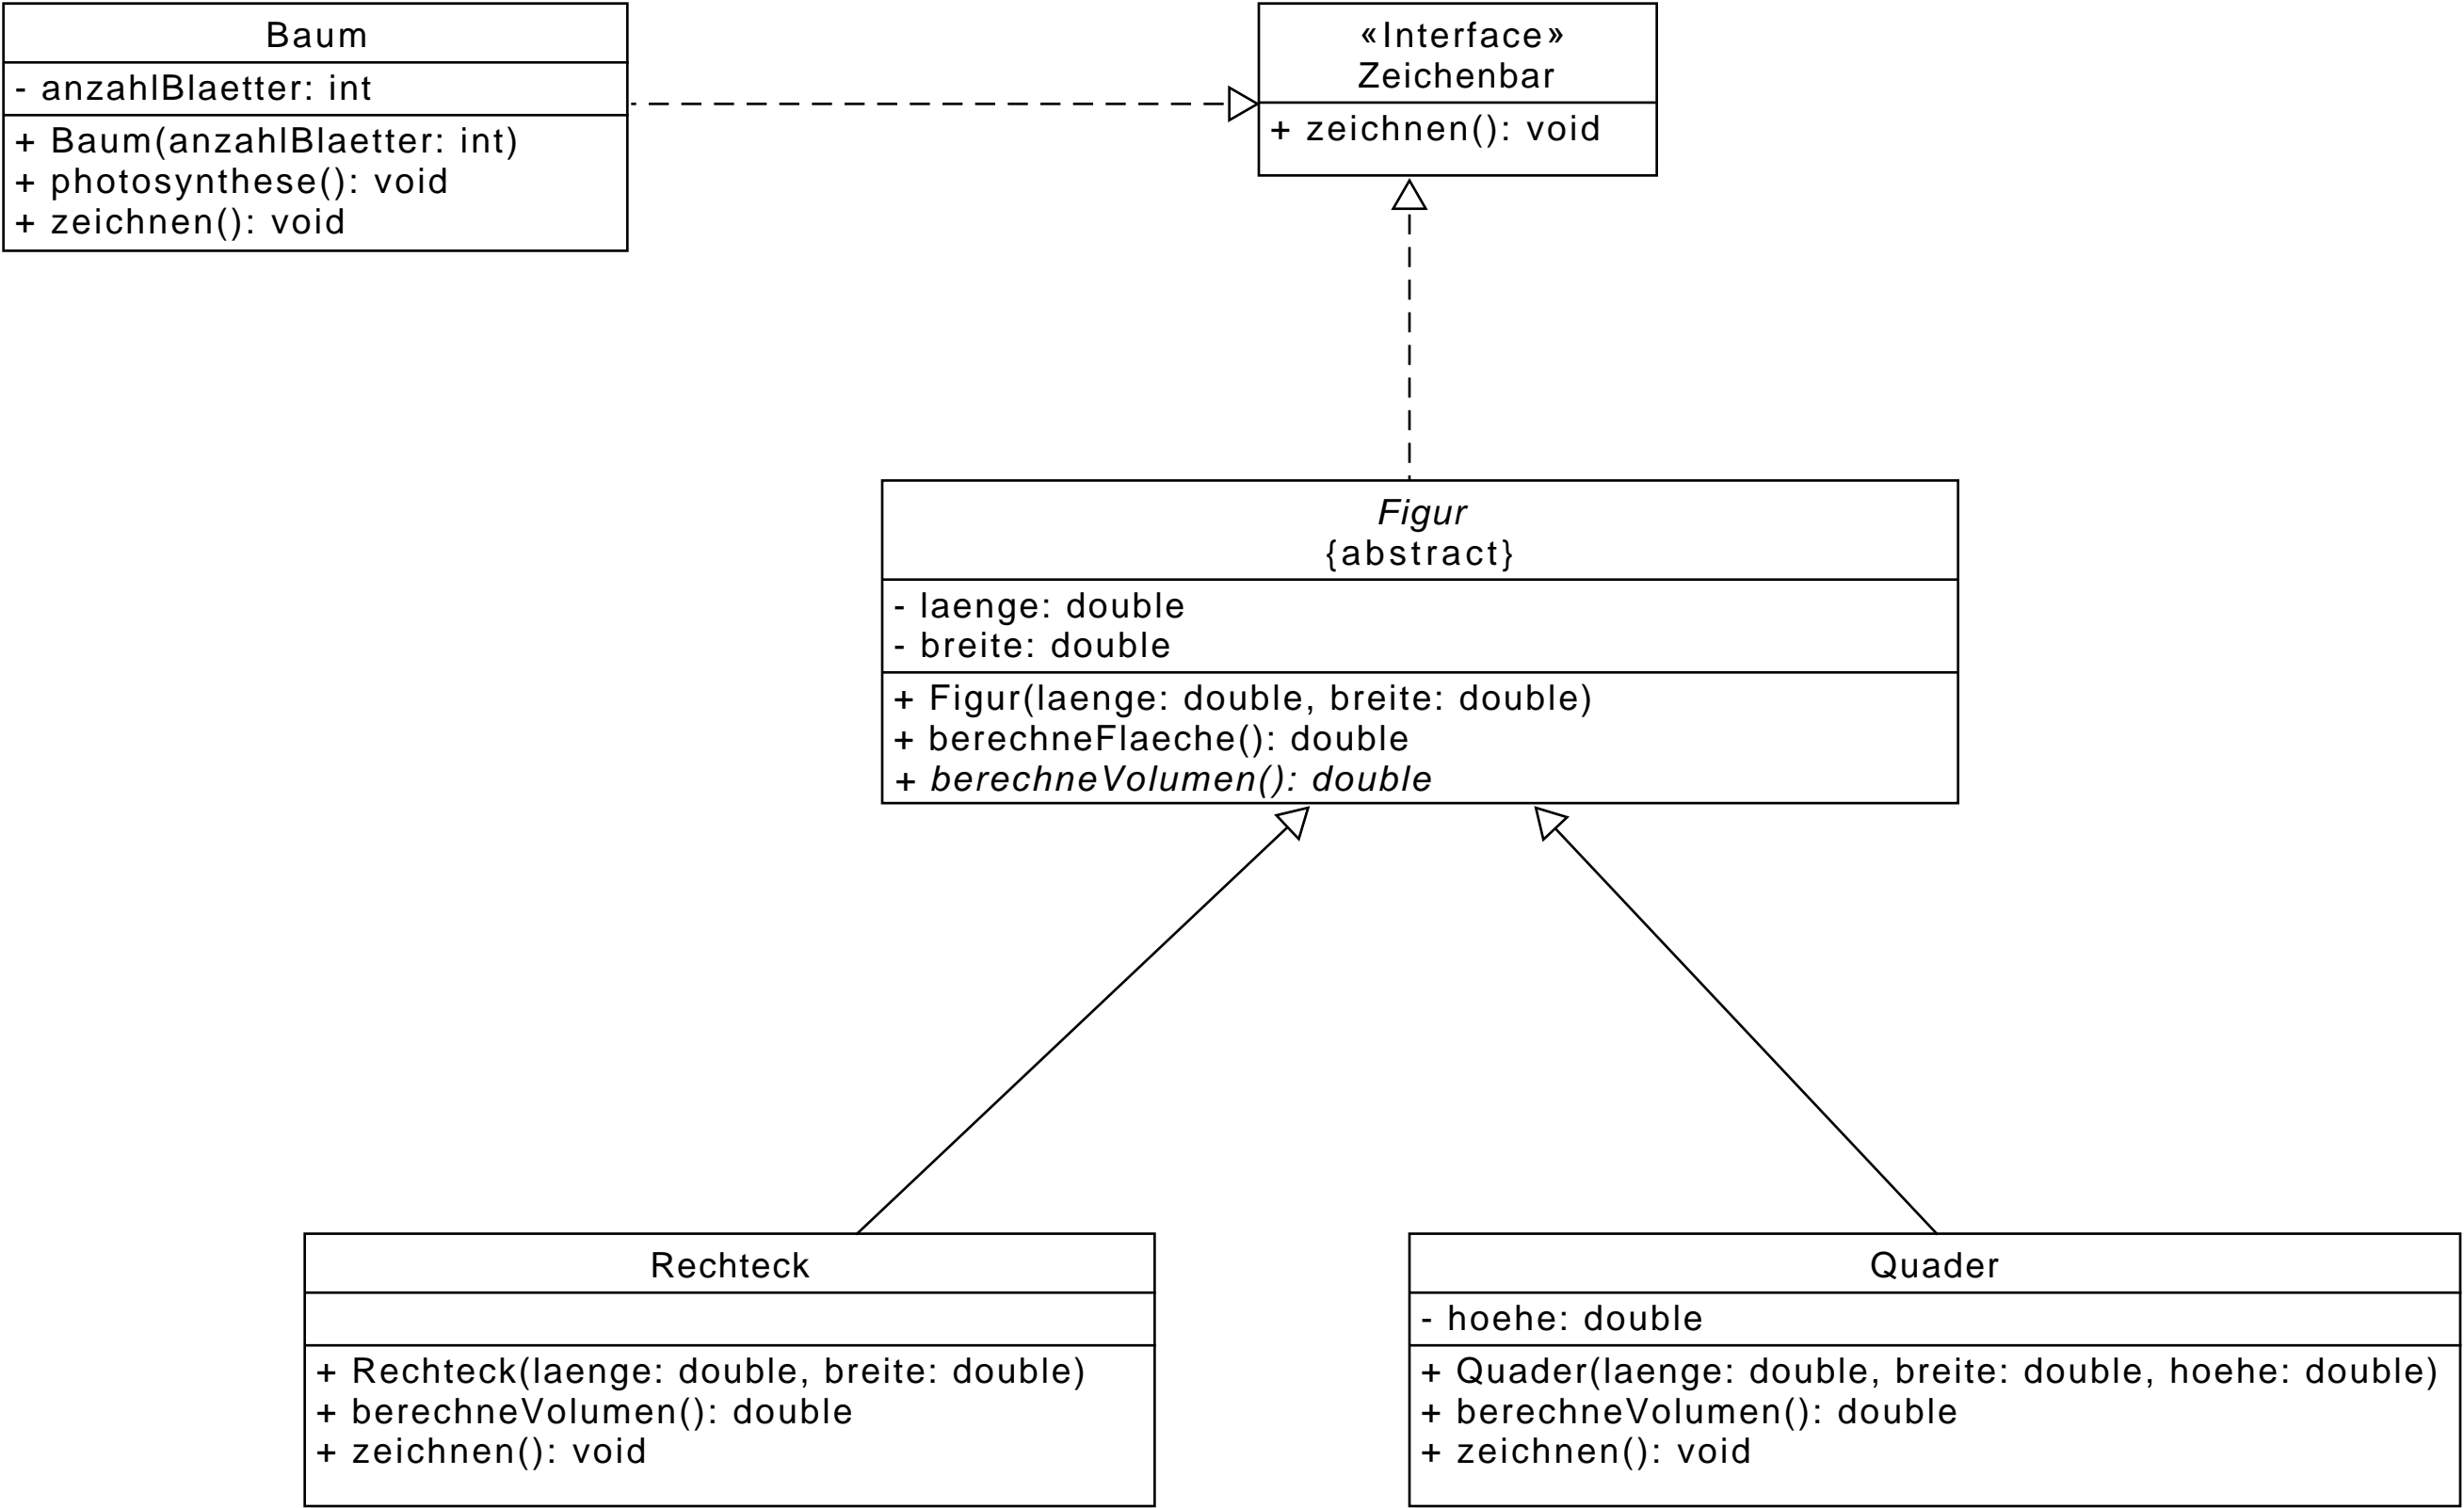 Baum
- anzahlBlaetter: int
+ Baum(anzahlBlaetter: int)
+ photosynthese(): void
+ zeichnen(): void
«Interface»
Zeichenbar
+ zeichnen(): void
Figur
{abstract}
- laenge: double
- breite: double
+ Figur(laenge: double, breite: double)
+ berechneFlaeche(): double
+ berechneVolumen(): double
Rechteck
+ Rechteck(laenge: double, breite: double)
+ berechneVolumen(): double
+ zeichnen(): void
Quader
- hoehe: double
+ Quader(laenge: double, breite: double, hoehe: double)
+ berechneVolumen(): double
+ zeichnen(): void